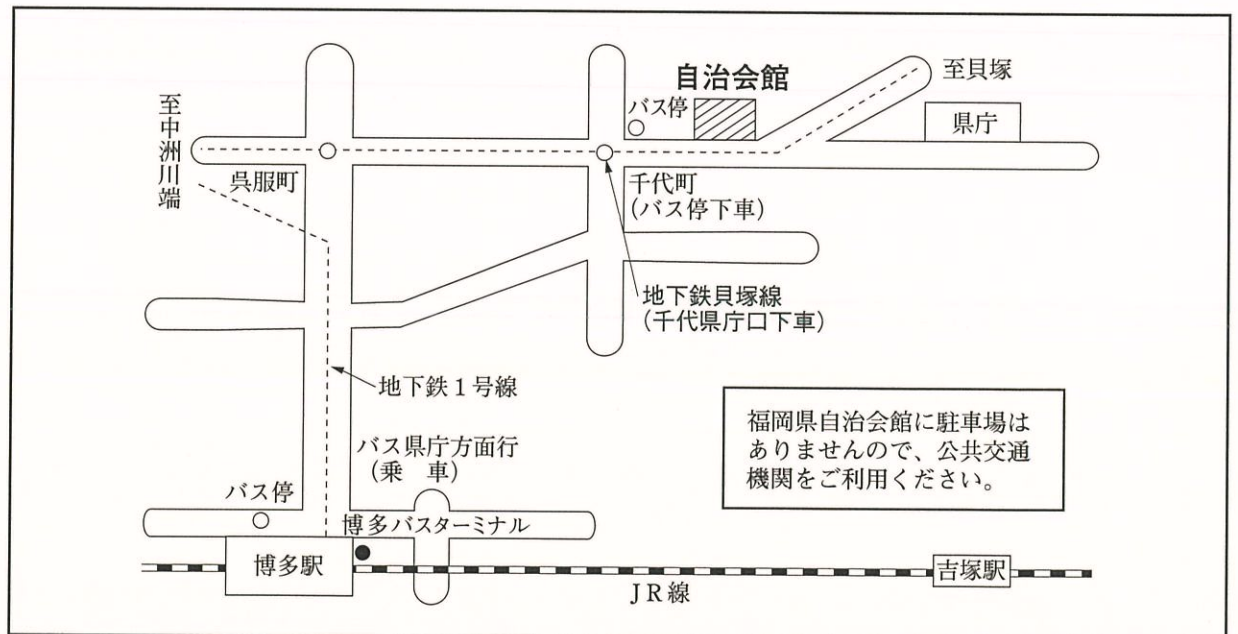 自治会館
至貝塚
バス停
県庁
至中洲川端
呉服町
千代町
(バス停下車)
地下鉄貝塚線
(千代県庁口下車)
地下鉄1号線
福岡県自治会館に駐車場は
ありませんので、公共交通
機関をご利用ください。
バス県庁方面行
(乗 車)
バス停
博多バスターミナル
博多駅
吉塚駅
JR線